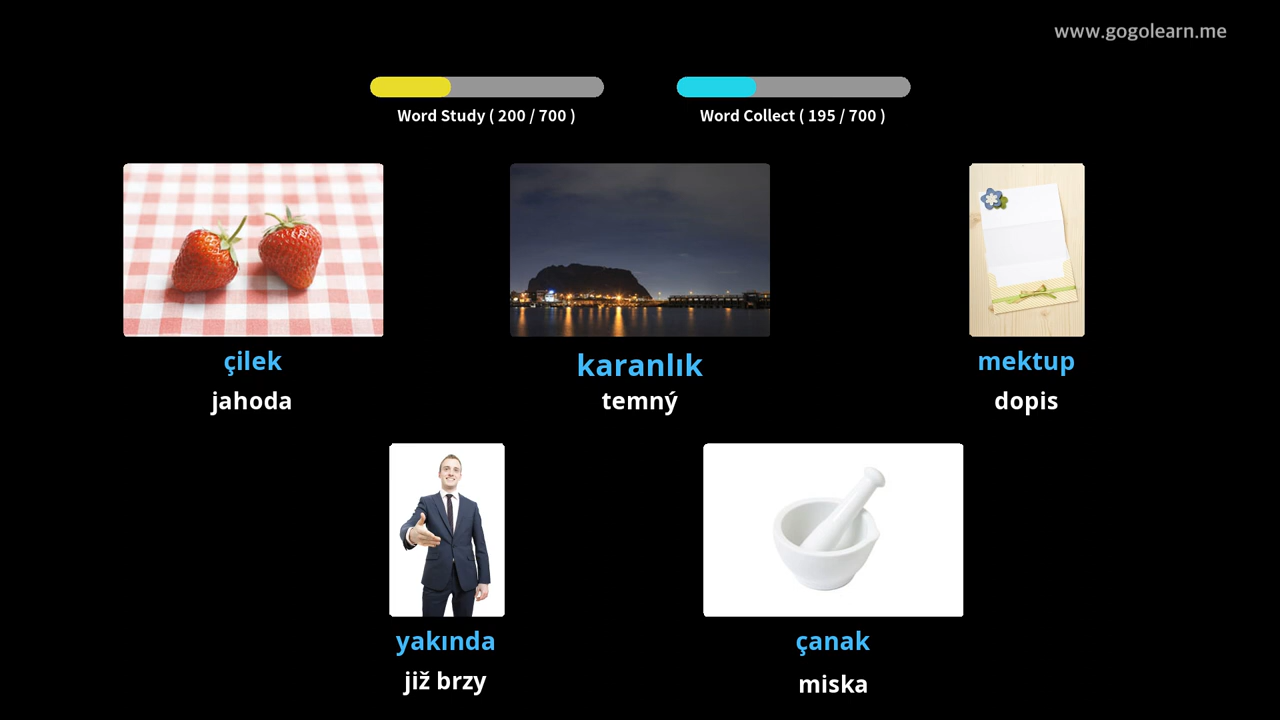 www.gogolearn.me
Word Study ( 200 / 700 )
Word Collect ( 195 / 700 )
çilek
karanlık
mektup
jahoda
temný
dopis
yakında
çanak
již brzy
miska